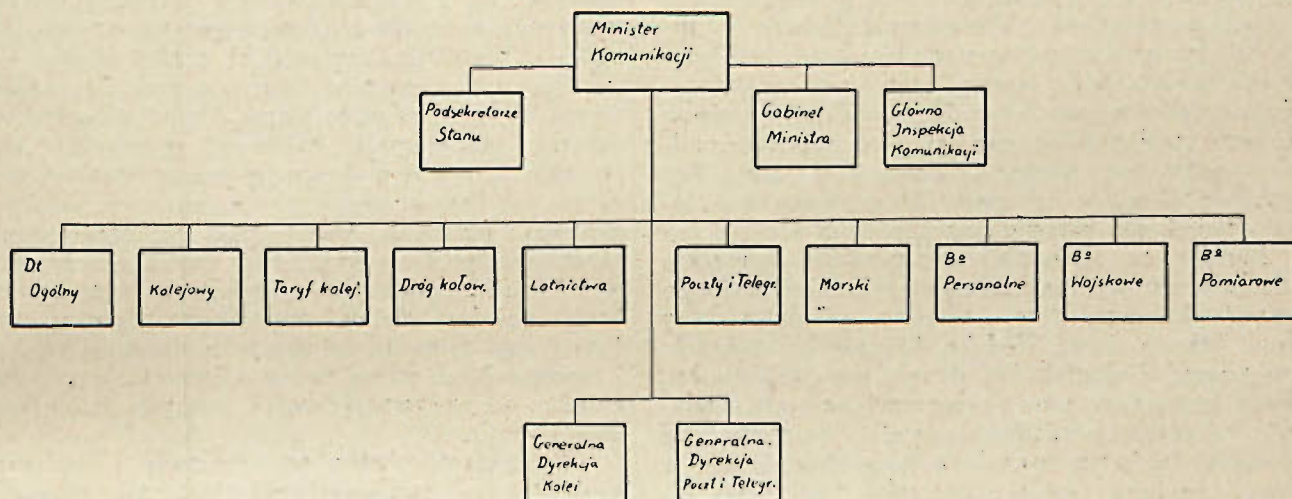 Minister
Komunikacji
Podsekretarze
Stanu
Gabinet
Ministra
Główna
Inspekcja
Komunikacji
Dt
Ogólny
Kolejowy
Taryf kolej.
Dróg kołow.
Lotnictwa
Poczty i Telegr.
Morski
Bº
Personalne
Bº
Wojskowe
Bº
Pomiarowe
Generalna
Dyrekcja
Kolei
Generalna.
Dyrekcja
Poczt i Telegr.